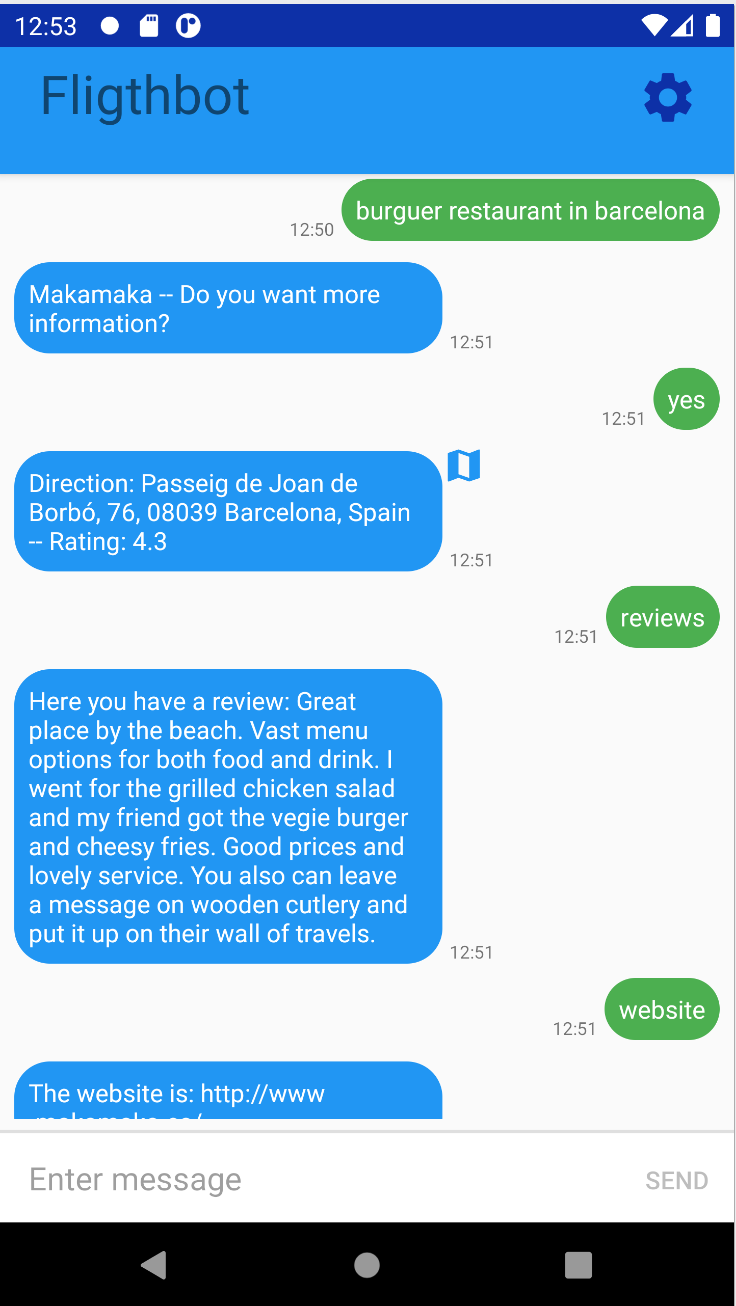 12:53
Fligthbot
burguer restaurant in barcelona
12:50
Makamaka -- Do you want more
information?
12:51
yes
12:51
Direction: Passeig de Joan de
Borbó, 76, 08039 Barcelona, Spain
-- Rating: 4.3
12:51
reviews
12:51
Here you have a review: Great
place by the beach. Vast menu
options for both food and drink. I
went for the grilled chicken salad
and my friend got the vegie burger
and cheesy fries. Good prices and
lovely service. You also can leave
a message on wooden cutlery and
put it up on their wall of travels.
12:51
website
12:51
The website is: http://www
Enter message
SEND